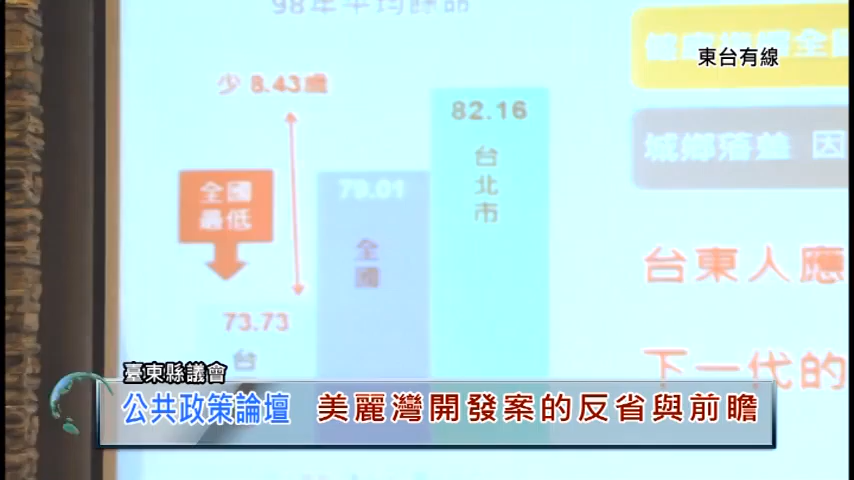 98年平均餘命
東台有線
少 8.43歲
82.16
台北市
79.01
全國
全國
最低
73.73
台
城鄉落差 因
台東人應
下一代的
臺東縣議會
公共政策論壇 美麗灣開發案的反省與前瞻